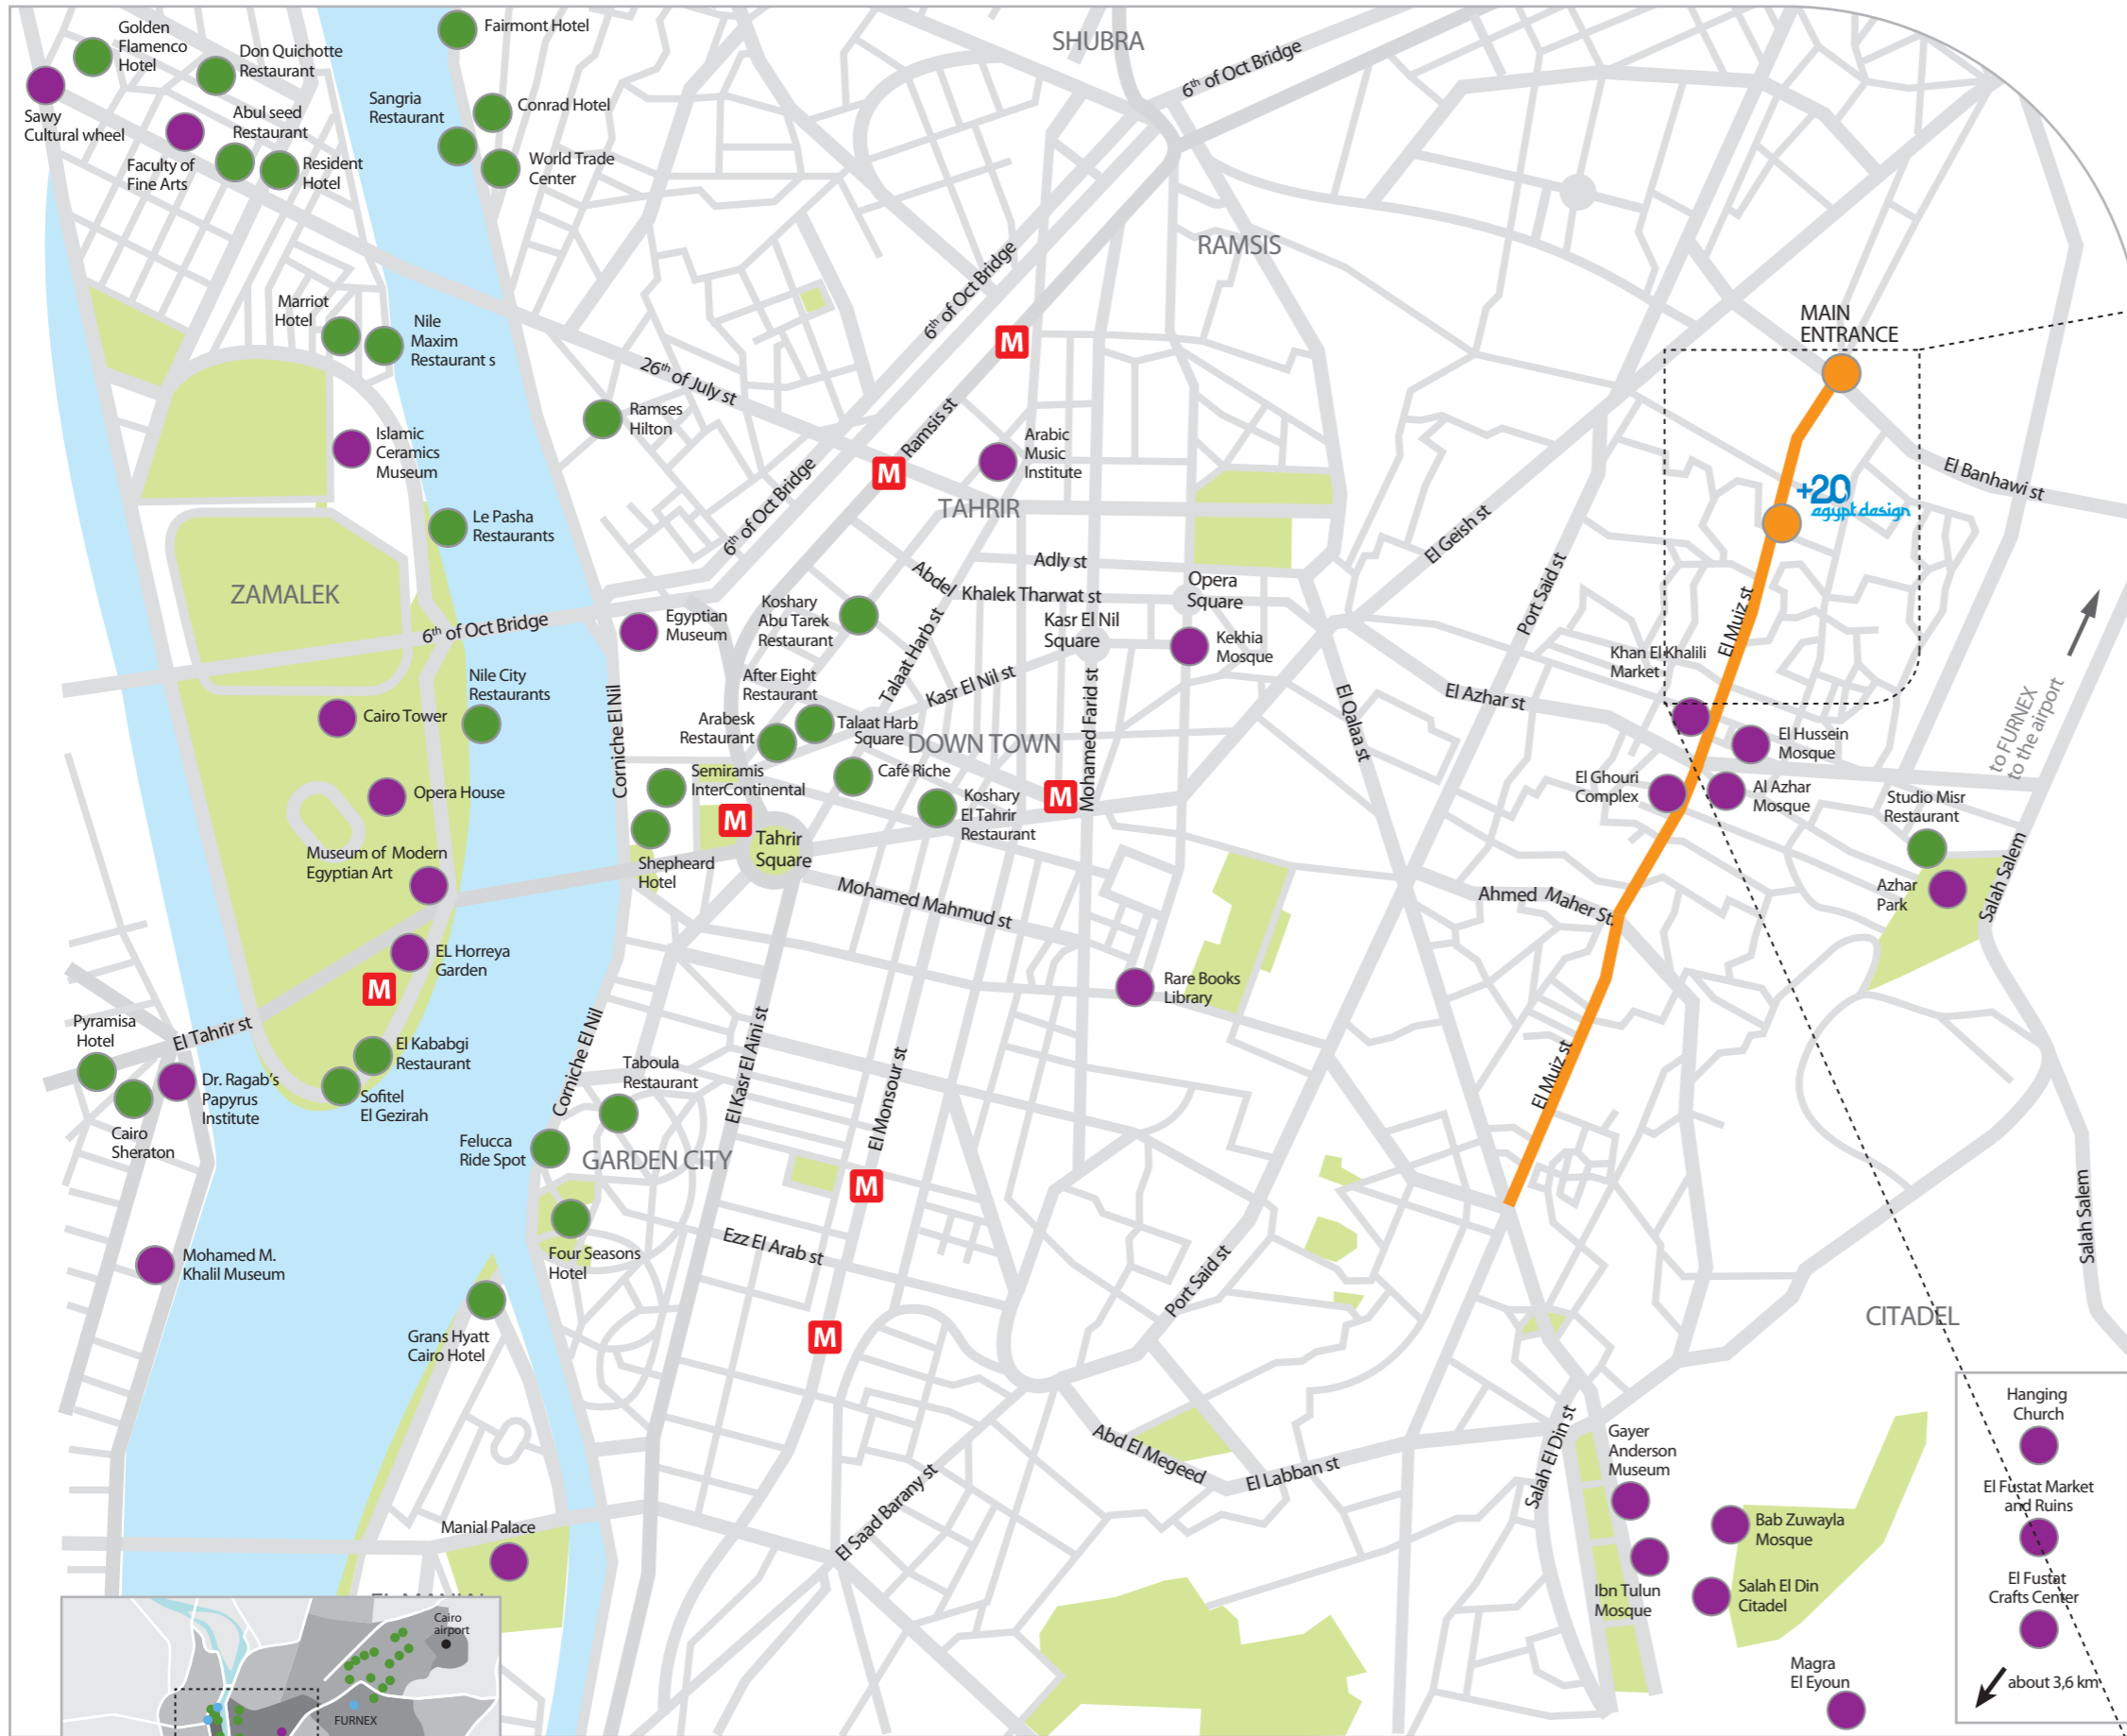 Golden
Flamenco
Hotel
Don Quichotte
Restaurant
Fairmont Hotel
SHUBRA
6th of Oct Bridge
Sawy
Cultural wheel
Abul seed
Restaurant
Faculty of
Fine Arts
Resident
Hotel
Sangria
Restaurant
Conrad Hotel
World Trade
Center
RAMSIS
6th of Oct Bridge
Marriot
Hotel
Nile
Maxim
Restaurant s
MAIN
ENTRANCE
M
26th of July st
Ramses
Hilton
Ramsis st
Islamic
Ceramics
Museum
Arabic
Music
Institute
M
6th of Oct Bridge
TAHRIR
El Banhawi st
+20
egyptdesign
Le Pasha
Restaurants
El Geish st
Port Said st
Adly st
Abdel Khalek Tharwat st
Opera
Square
ZAMALEK
6th of Oct Bridge
Egyptian
Museum
Koshary
Abu Tarek
Restaurant
Talaat Harb st
Kasr El Nil
Square
Kekhia
Mosque
El Muiz st
Khan El Khalili
Market
After Eight
Restaurant
Kasr El Nil st
Nile City
Restaurants
Cairo Tower
Corniche El Nil
Arabesk
Restaurant
Talaat Harb
Square
DOWN TOWN
Mohamed Farid st
El Qalaa st
El Azhar st
El Hussein
Mosque
to FURNEX
to the airport
Opera House
Semiramis
InterContinental
Café Riche
Koshary
El Tahrir
Restaurant
M
M
El Ghouri
Complex
Al Azhar
Mosque
Studio Misr
Restaurant
Tahrir
Square
Museum of Modern
Egyptian Art
Shepheard
Hotel
Mohamed Mahmud st
Ahmed Maher St.
Azhar
Park
Salah Salem
EL Horreya
Garden
M
Rare Books
Library
Pyramisa
Hotel
El Tahrir st
El Kababgi
Restaurant
Corniche El Nil
Taboula
Restaurant
El Kasr El Aini st
El Monsour st
El Muiz st
Dr. Ragab's
Papyrus
Institute
Sofitel
El Gezirah
Cairo
Sheraton
Felucca
Ride Spot
GARDEN CITY
M
Salah Salem
Mohamed M.
Khalil Museum
Four Seasons
Hotel
Ezz El Arab st
Port Said st
Grans Hyatt
Cairo Hotel
M
CITADEL
Hanging
Church
El Fustat Market
and Ruins
El Fustat
Crafts Center
about 3,6 km
Abd El Megeed
El Labban st
Salah El Din st
Gayer
Anderson
Museum
Bab Zuwayla
Mosque
Ibn Tulun
Mosque
Salah El Din
Citadel
Magra
El Eyoun
Manial Palace
El Saad Barany st
Cairo
airport
FURNEX